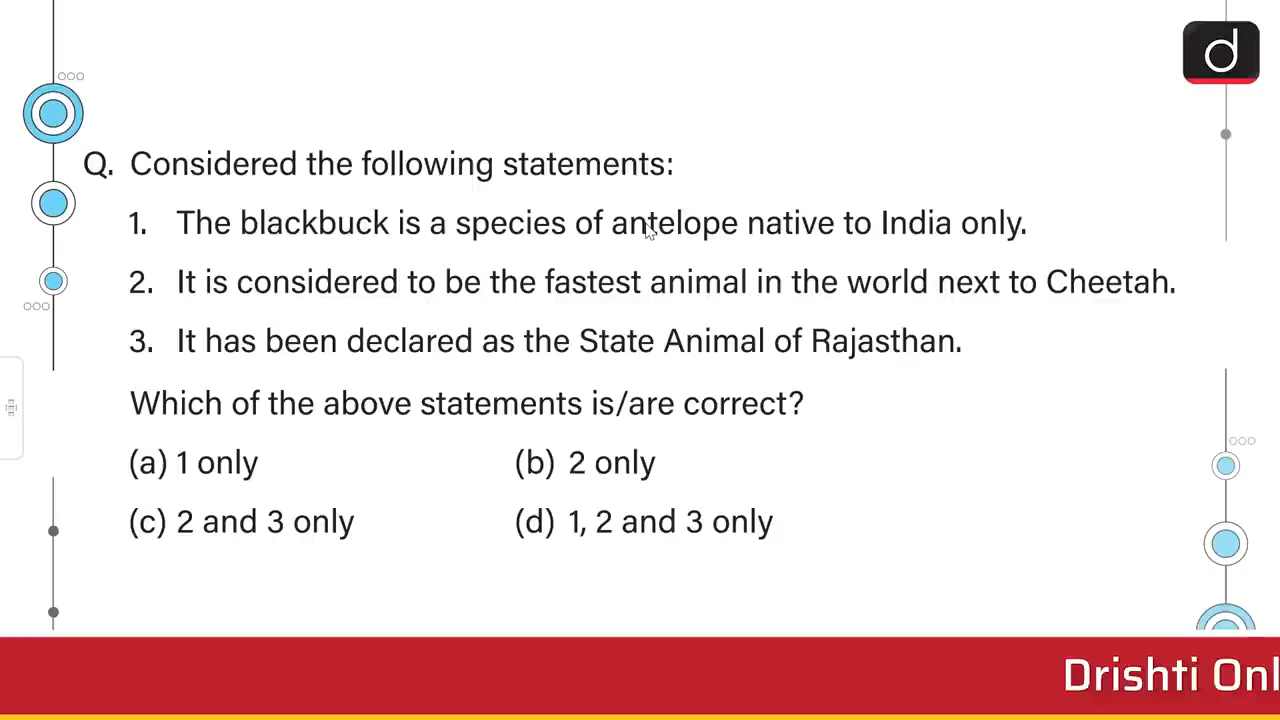 Q. Considered the following statements:
1. The blackbuck is a species of antelope native to India only.
2. It is considered to be the fastest animal in the world next to Cheetah.
3. It has been declared as the State Animal of Rajasthan.
Which of the above statements is/are correct?
(a) 1 only (b) 2 only
(c) 2 and 3 only (d) 1, 2 and 3 only
Drishti Onl